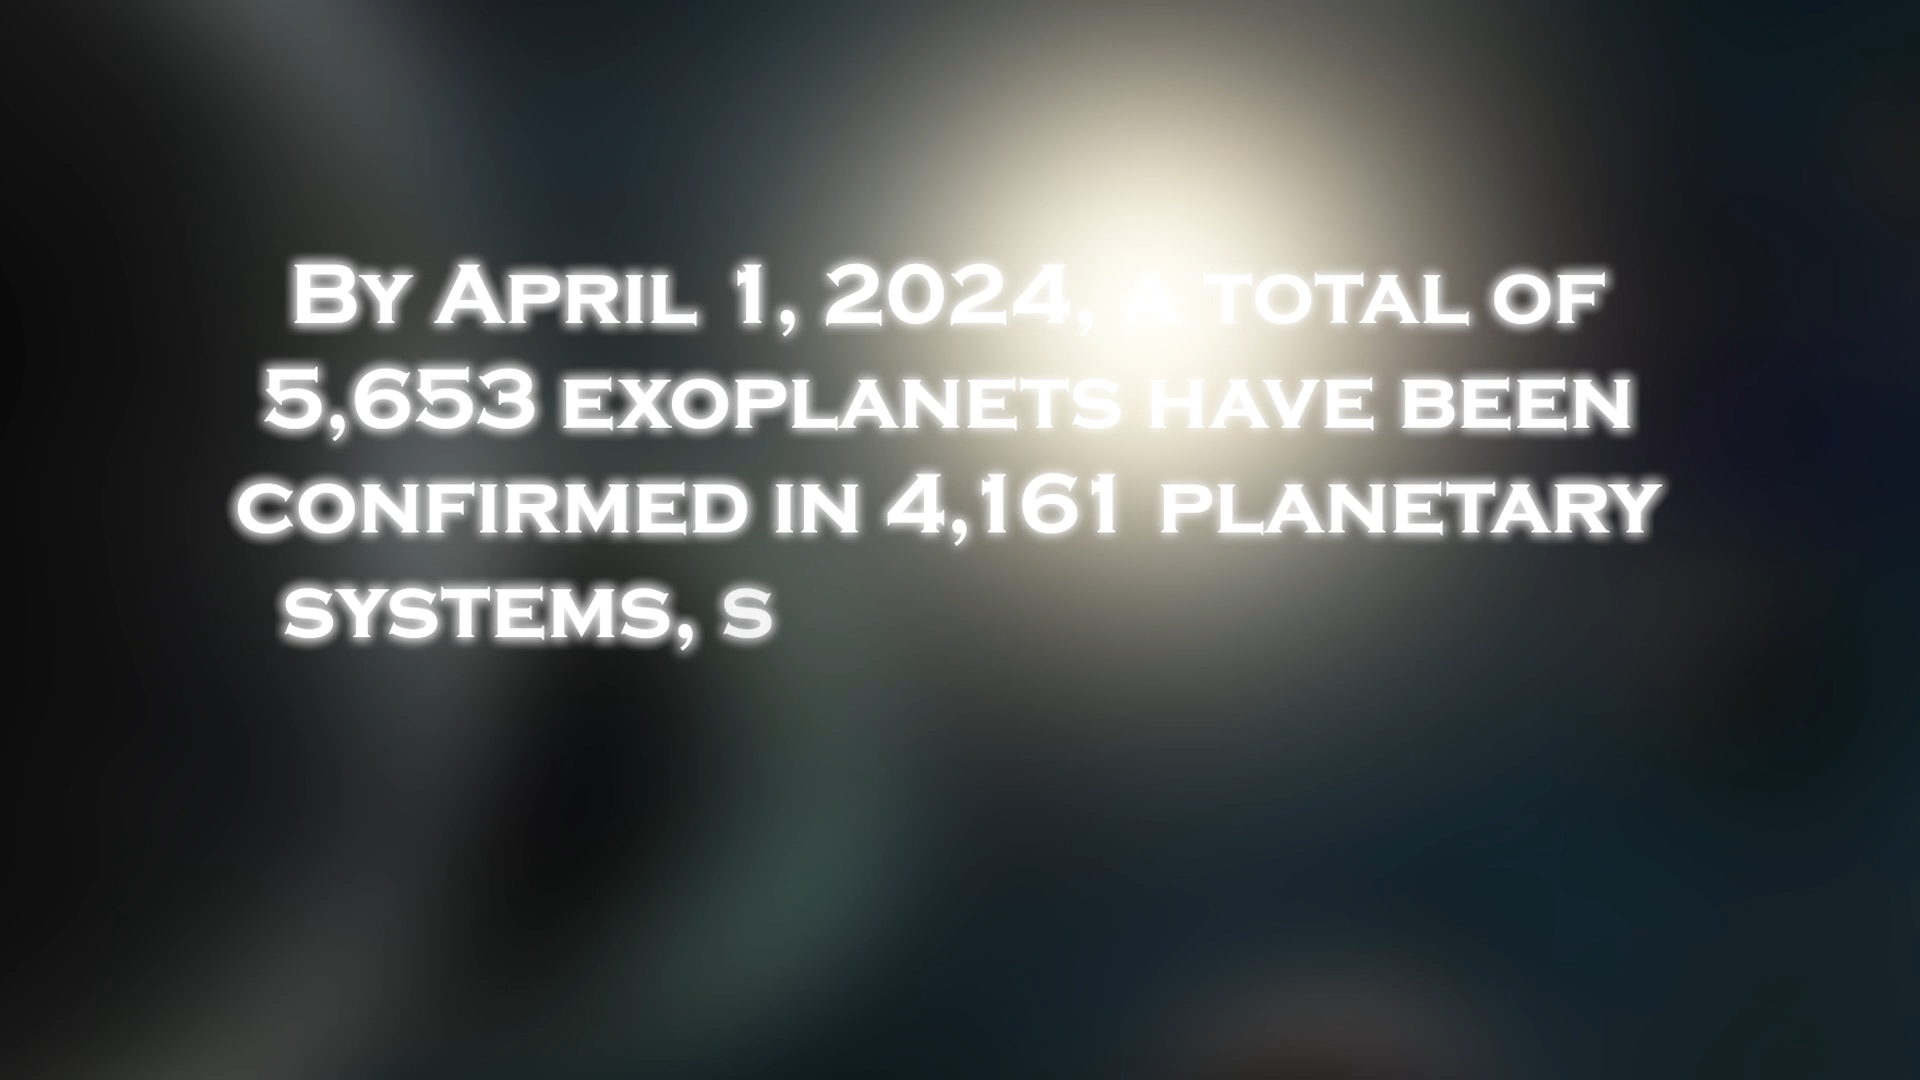 By April 1, 2024, a total of
5,653 exoplanets have been
confirmed in 4,161 planetary
systems, s